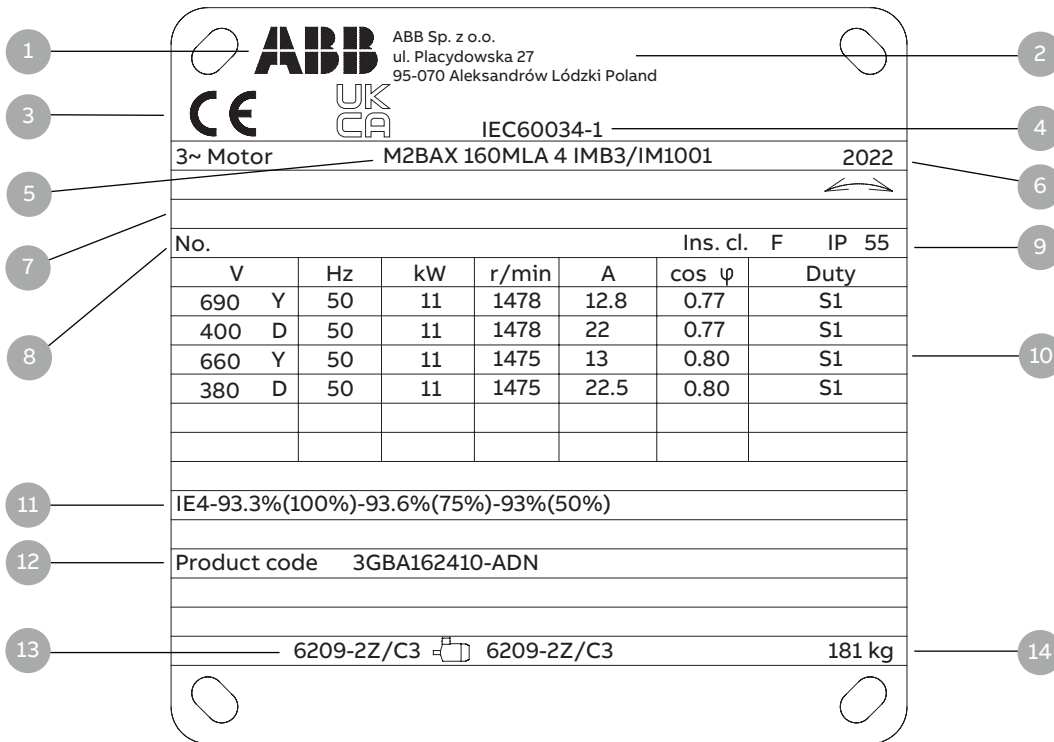 1
ABB
ABB Sp. z o.o.
ul. Placydowska 27
95-070 Aleksandrów Lódzki Poland
2
3
CE
UK
CA
IEC60034-1
4
3~ Motor M2BAX 160MLA 4 IMB3/IM1001 2022
5
6
7
No. Ins. cl. F IP 55
9
V Hz kW r/min A cos φ Duty
690 Y 50 11 1478 12.8 0.77 S1
400 D 50 11 1478 22 0.77 S1
8
660 Y 50 11 1475 13 0.80 S1
10
380 D 50 11 1475 22.5 0.80 S1
11
IE4-93.3%(100%)-93.6%(75%)-93%(50%)
12
Product code 3GBA162410-ADN
13
6209-2Z/C3 6209-2Z/C3 181 kg
14